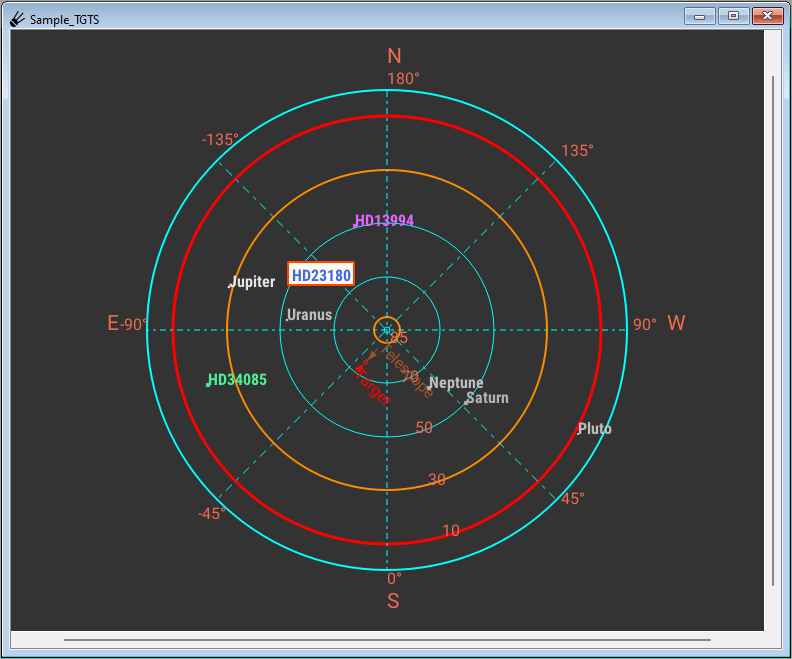 Sample_TGTS
N
180°
-135°
135°
HD13994
HD23180
Jupiter
Uranus
E
-90°
90°
W
85
Telescope
Target
70
HD34085
Neptune
Saturn
50
Pluto
30
-45°
45°
10
0°
S